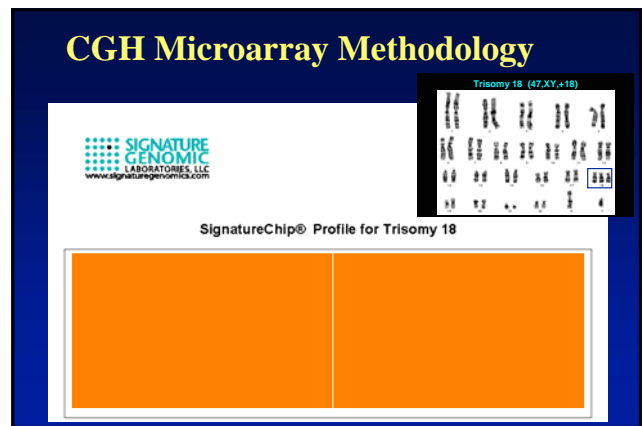 CGH Microarray Methodology
Trisomy 18 (47,XY,+18)
SIGNATURE
GENOMIC
LABORATORIES, LLC
www.signaturegenomics.com
SignatureChip® Profile for Trisomy 18